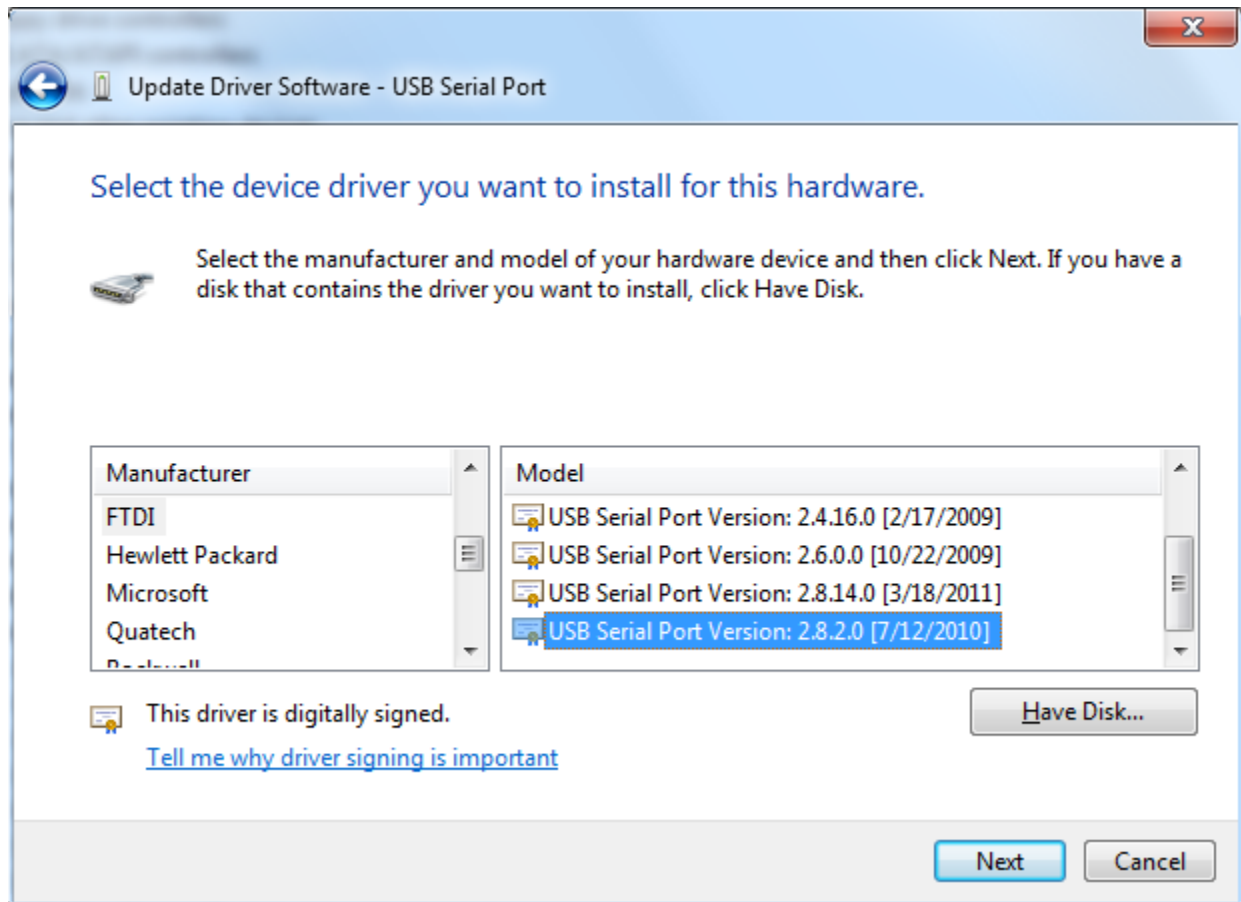 Update Driver Software - USB Serial Port
Select the device driver you want to install for this hardware.
Select the manufacturer and model of your hardware device and then click Next. If you have a
disk that contains the driver you want to install, click Have Disk.
Manufacturer
FTDI
Hewlett Packard
Microsoft
Quatech
Model
USB Serial Port Version: 2.4.16.0 [2/17/2009]
USB Serial Port Version: 2.6.0.0 [10/22/2009]
USB Serial Port Version: 2.8.14.0 [3/18/2011]
USB Serial Port Version: 2.8.2.0 [7/12/2010]
This driver is digitally signed.
Tell me why driver signing is important
Have Disk...
Next
Cancel